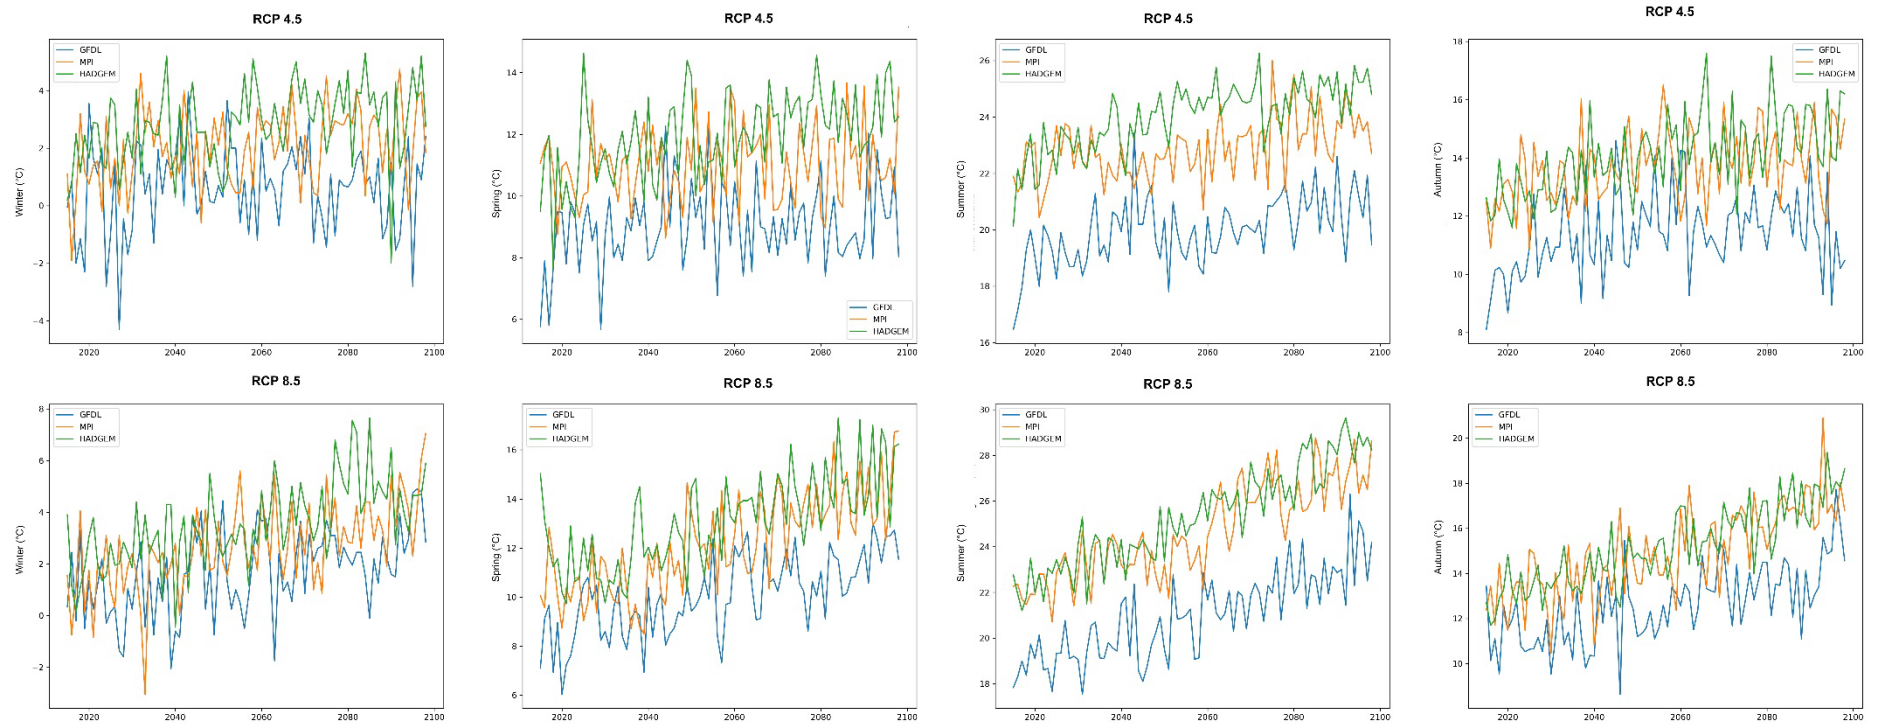 RCP 4.5
GFDL
MPI
HADGEM
Winter (°C)
4
2
0
−2
−4
2020 2040 2060 2080 2100
RCP 4.5
GFDL
MPI
HADGEM
Spring (°C)
14
12
10
8
6
2020 2040 2060 2080 2100
RCP 4.5
GFDL
MPI
HADGEM
Summer (°C)
26
24
22
20
18
16
2020 2040 2060 2080 2100
RCP 4.5
GFDL
MPI
HADGEM
Autumn (°C)
18
16
14
12
10
8
2020 2040 2060 2080 2100
RCP 8.5
GFDL
MPI
HADGEM
Winter (°C)
8
6
4
2
0
−2
2020 2040 2060 2080 2100
RCP 8.5
GFDL
MPI
HADGEM
Spring (°C)
16
14
12
10
8
6
2020 2040 2060 2080 2100
RCP 8.5
GFDL
MPI
HADGEM
Summer (°C)
30
28
26
24
22
20
18
2020 2040 2060 2080 2100
RCP 8.5
GFDL
MPI
HADGEM
Autumn (°C)
20
18
16
14
12
10
2020 2040 2060 2080 2100